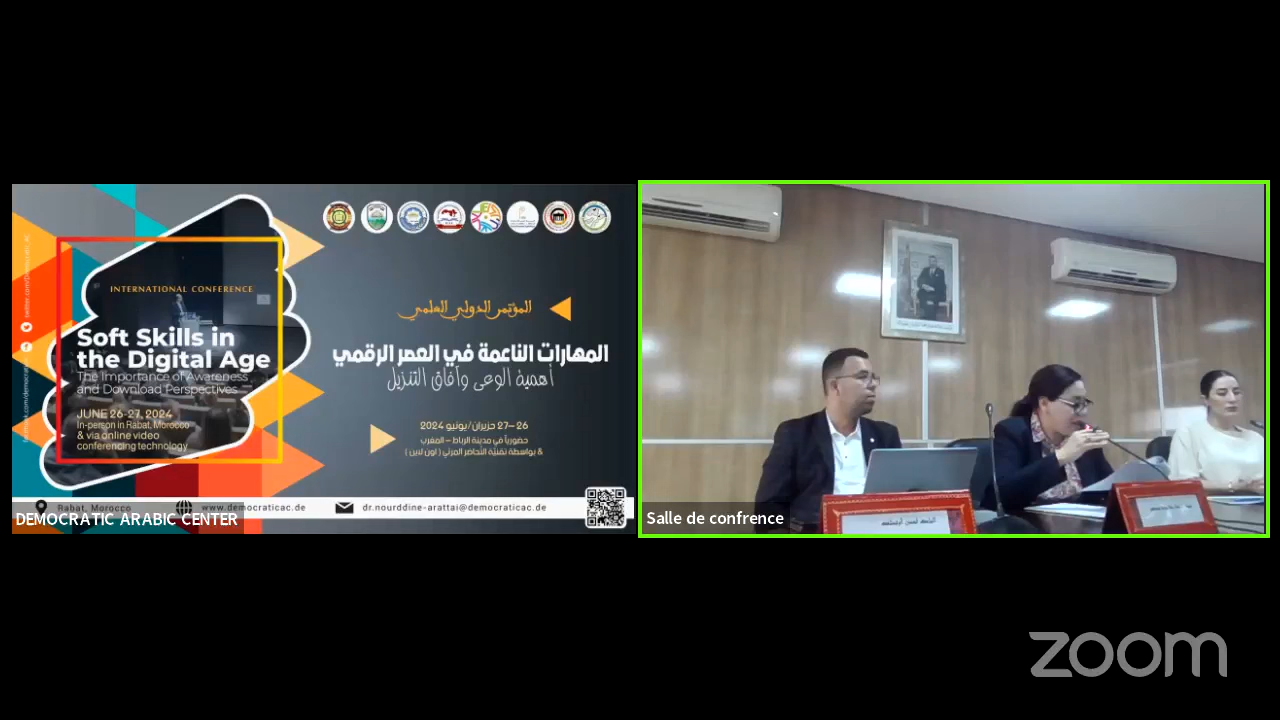 INTERNATIONAL CONFERENCE
Soft Skills in
the Digital Age
The Importance of Awareness
and Download Perspectives
JUNE 26-27, 2024
In-person in Rabat, Morocco
& via online video
conferencing technology
المؤتمر الدولي العلمي
المهارات الناعمة في العصر الرقمي
أهمية الوعي وآفاق التنزيل
26–27 حزيران/يونيو 2024
حضورياً في مدينة الرباط – المغرب
& بواسطة تقنيّة التحاضر المرئي ( اون لاين )
Rabat, Morocco
www.democraticac.de
dr.nourddine-arattai@democraticac.de
DEMOCRATIC ARABIC CENTER
Salle de confrence
zoom